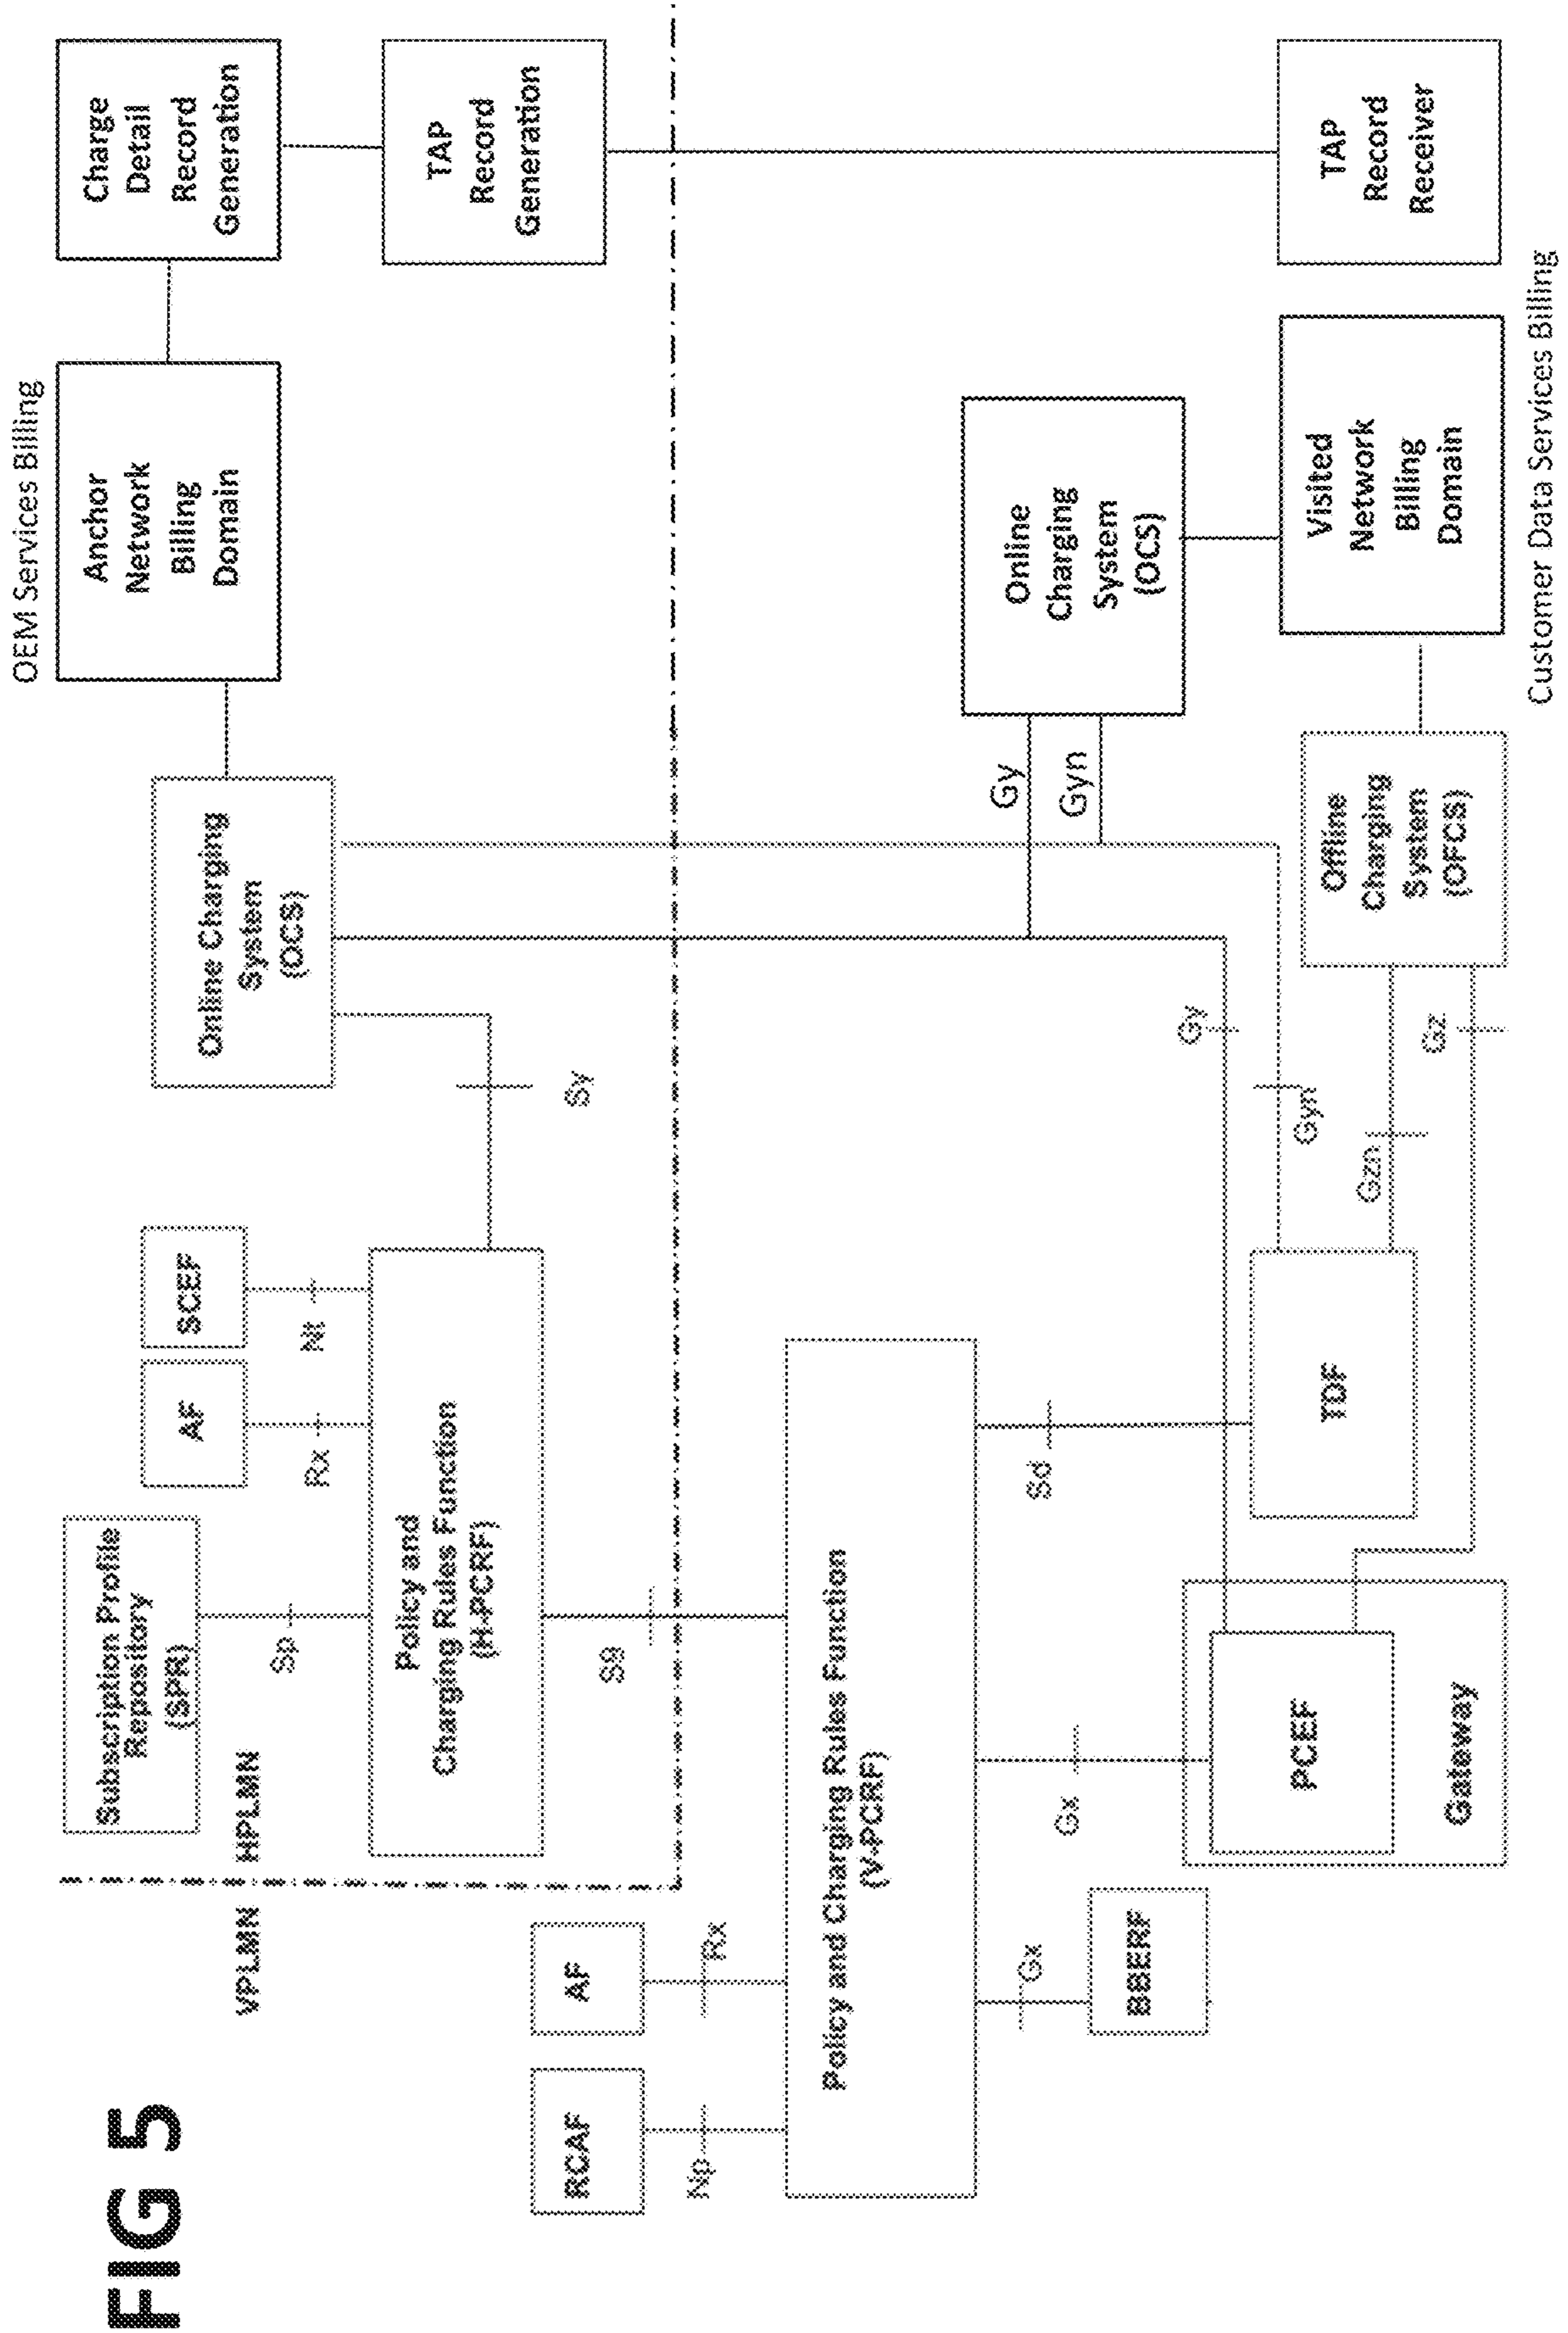 FIG 5
VPLMN
HPLMN
Subscription Profile
Repository
(SPR)
AF
SCEF
Sp
Rx
Nt
Policy and
Charging Rules Function
(H-PCRF)
Sy
Online Charging
System
(OCS)
OEM Services Billing
Anchor
Network
Billing
Domain
Charge
Detail
Record
Generation
TAP
Record
Generation
RCAF
AF
Np
Rx
S9
Policy and Charging Rules Function
(V-PCRF)
Gx
Gx
Sd
BBERF
PCEF
Gateway
TDF
Gy
Gyn
Gzn
Gz
Gy
Gyn
Online
Charging
System
(OCS)
Offline
Charging
System
(OFCS)
Visited
Network
Billing
Domain
TAP
Record
Receiver
Customer Data Services Billing